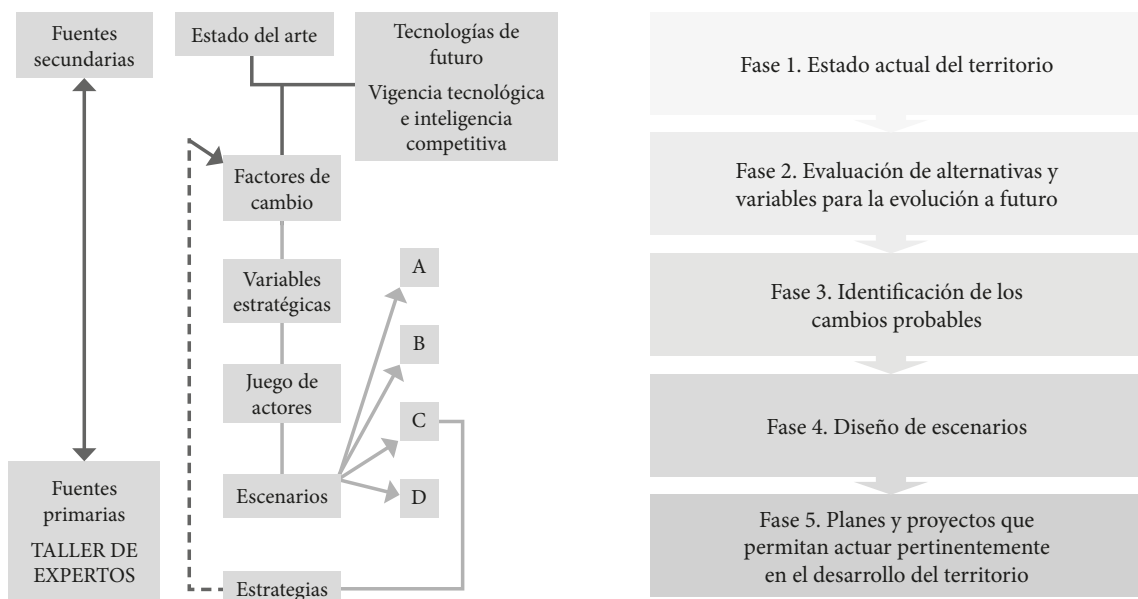 Fuentes
secundarias
Estado del arte
Tecnologías de
futuro
Vigencia tecnológica
e inteligencia
competitiva
Factores de
cambio
Variables
estratégicas
Juego de
actores
Escenarios
A
B
C
D
Estrategias
Fuentes
primarias
TALLER DE
EXPERTOS
Fase 1. Estado actual del territorio
Fase 2. Evaluación de alternativas y
variables para la evolución a futuro
Fase 3. Identificación de los
cambios probables
Fase 4. Diseño de escenarios
Fase 5. Planes y proyectos que
permitan actuar pertinentemente
en el desarrollo del territorio